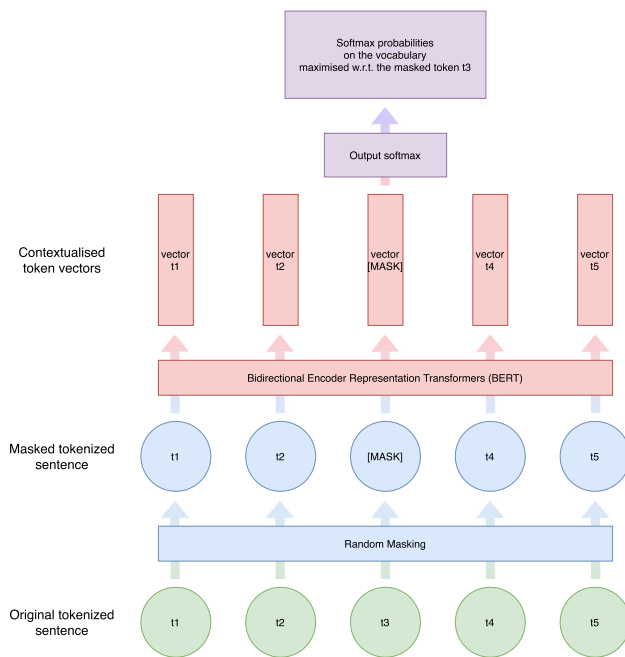 Softmax probabilities
on the vocabulary
maximised w.r.t. the masked token t3
Output softmax
Contextualised
token vectors
vector
t1
vector
t2
vector
[MASK]
vector
t4
vector
t5
Bidirectional Encoder Representation Transformers (BERT)
Masked tokenized
sentence
t1
t2
[MASK]
t4
t5
Random Masking
Original tokenized
sentence
t1
t2
t3
t4
t5